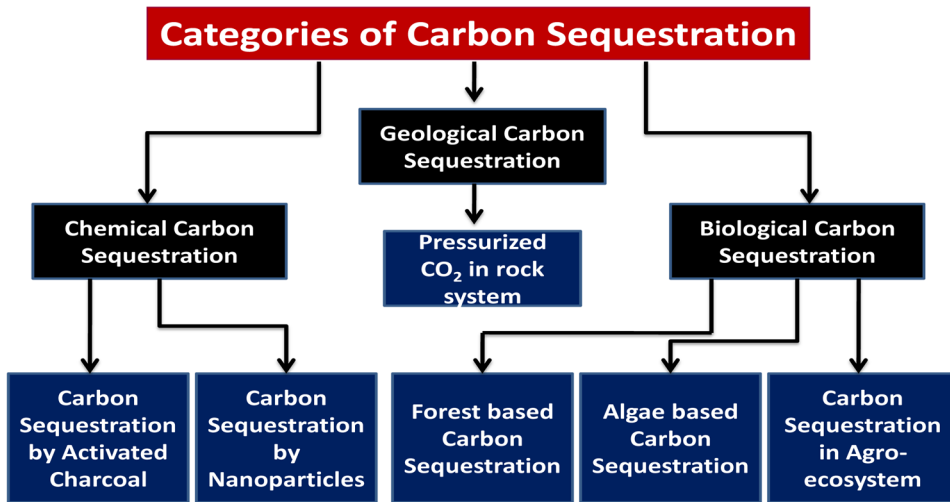 Categories of Carbon Sequestration
Geological Carbon
Sequestration
Chemical Carbon
Sequestration
Biological Carbon
Sequestration
Pressurized
CO₂ in rock
system
Carbon
Sequestration
by Activated
Charcoal
Carbon
Sequestration
by
Nanoparticles
Forest based
Carbon
Sequestration
Algae based
Carbon
Sequestration
Carbon
Sequestration
in Agro-
ecosystem